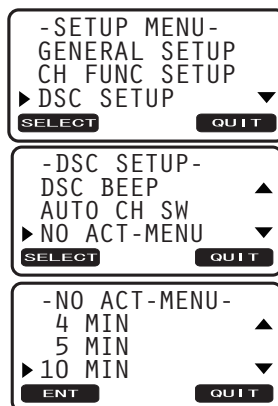 -SETUP MENU-
GENERAL SETUP
CH FUNC SETUP
DSC SETUP
SELECT QUIT
-DSC SETUP-
DSC BEEP
AUTO CH SW
NO ACT-MENU
SELECT QUIT
-NO ACT-MENU-
4 MIN
5 MIN
10 MIN
ENT QUIT